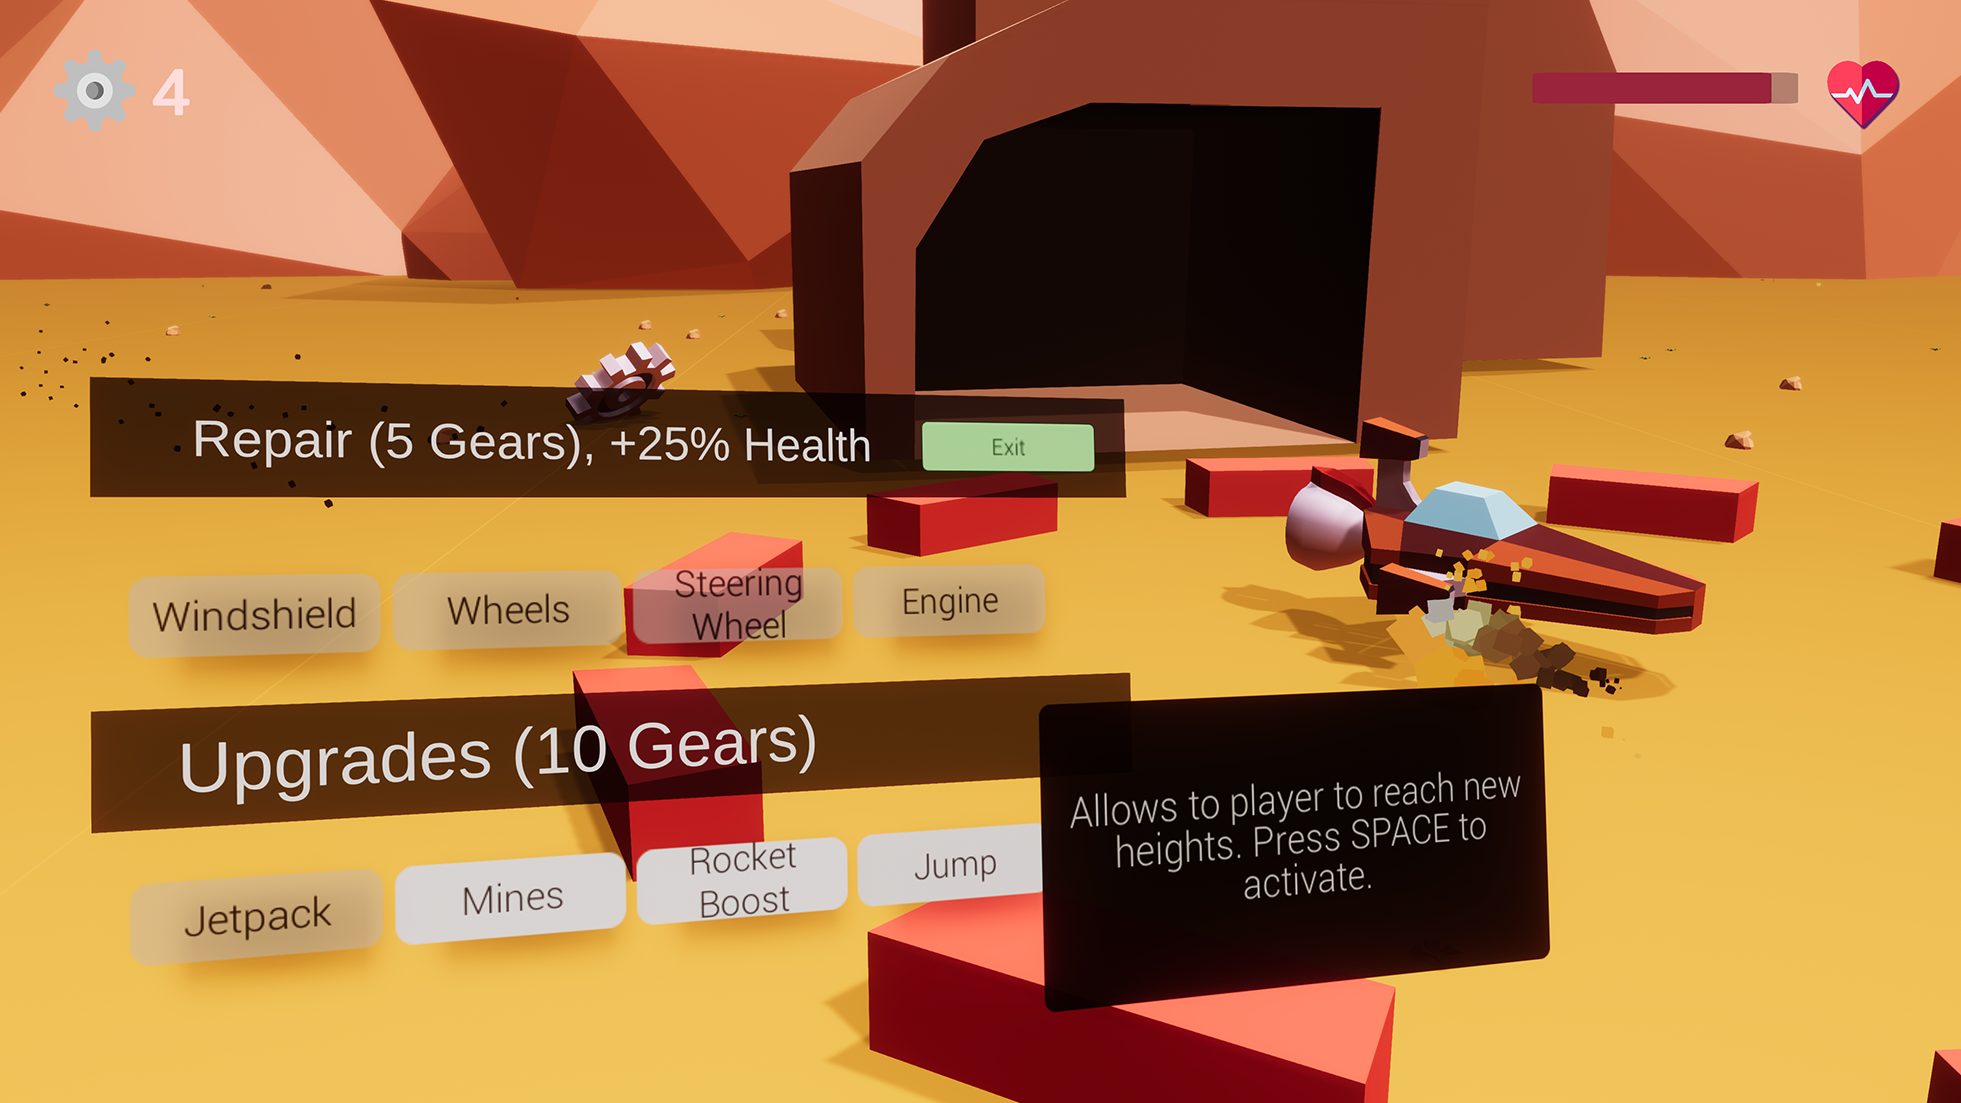 4
Repair (5 Gears), +25% Health
Exit
Windshield
Wheels
Steering
Wheel
Engine
Upgrades (10 Gears)
Jetpack
Mines
Rocket
Boost
Jump
Allows to player to reach new
heights. Press SPACE to
activate.